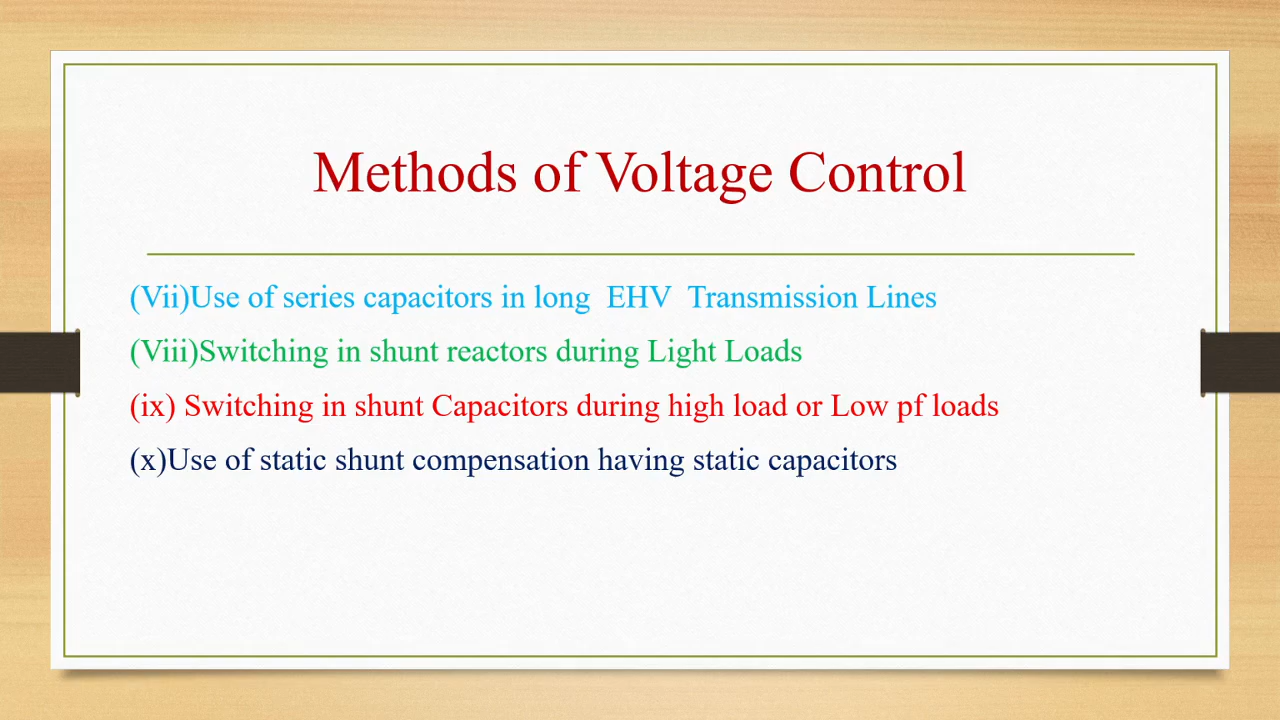 Methods of Voltage Control
(Vii)Use of series capacitors in long  EHV  Transmission Lines
(Viii)Switching in shunt reactors during Light Loads
(ix) Switching in shunt Capacitors during high load or Low pf loads
(x)Use of static shunt compensation having static capacitors